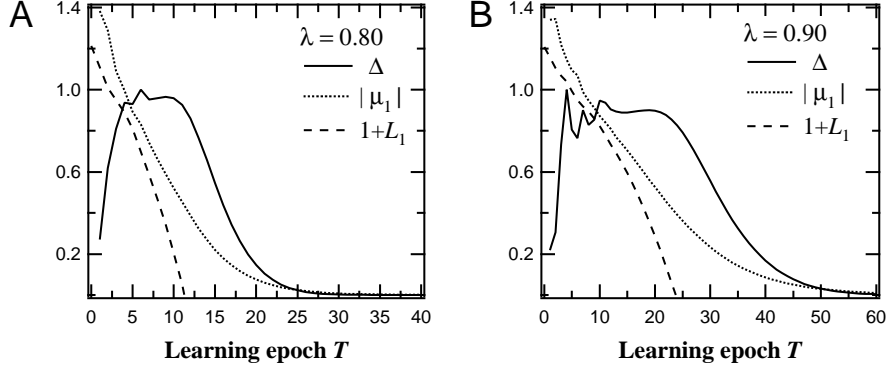 A
1.4
1.0
0.6
0.2
λ = 0.80
Δ
| μ₁ |
1+L₁
0 5 10 15 20 25 30 35 40
Learning epoch T
B
1.4
1.0
0.6
0.2
λ = 0.90
Δ
| μ₁ |
1+L₁
0 10 20 30 40 50 60
Learning epoch T